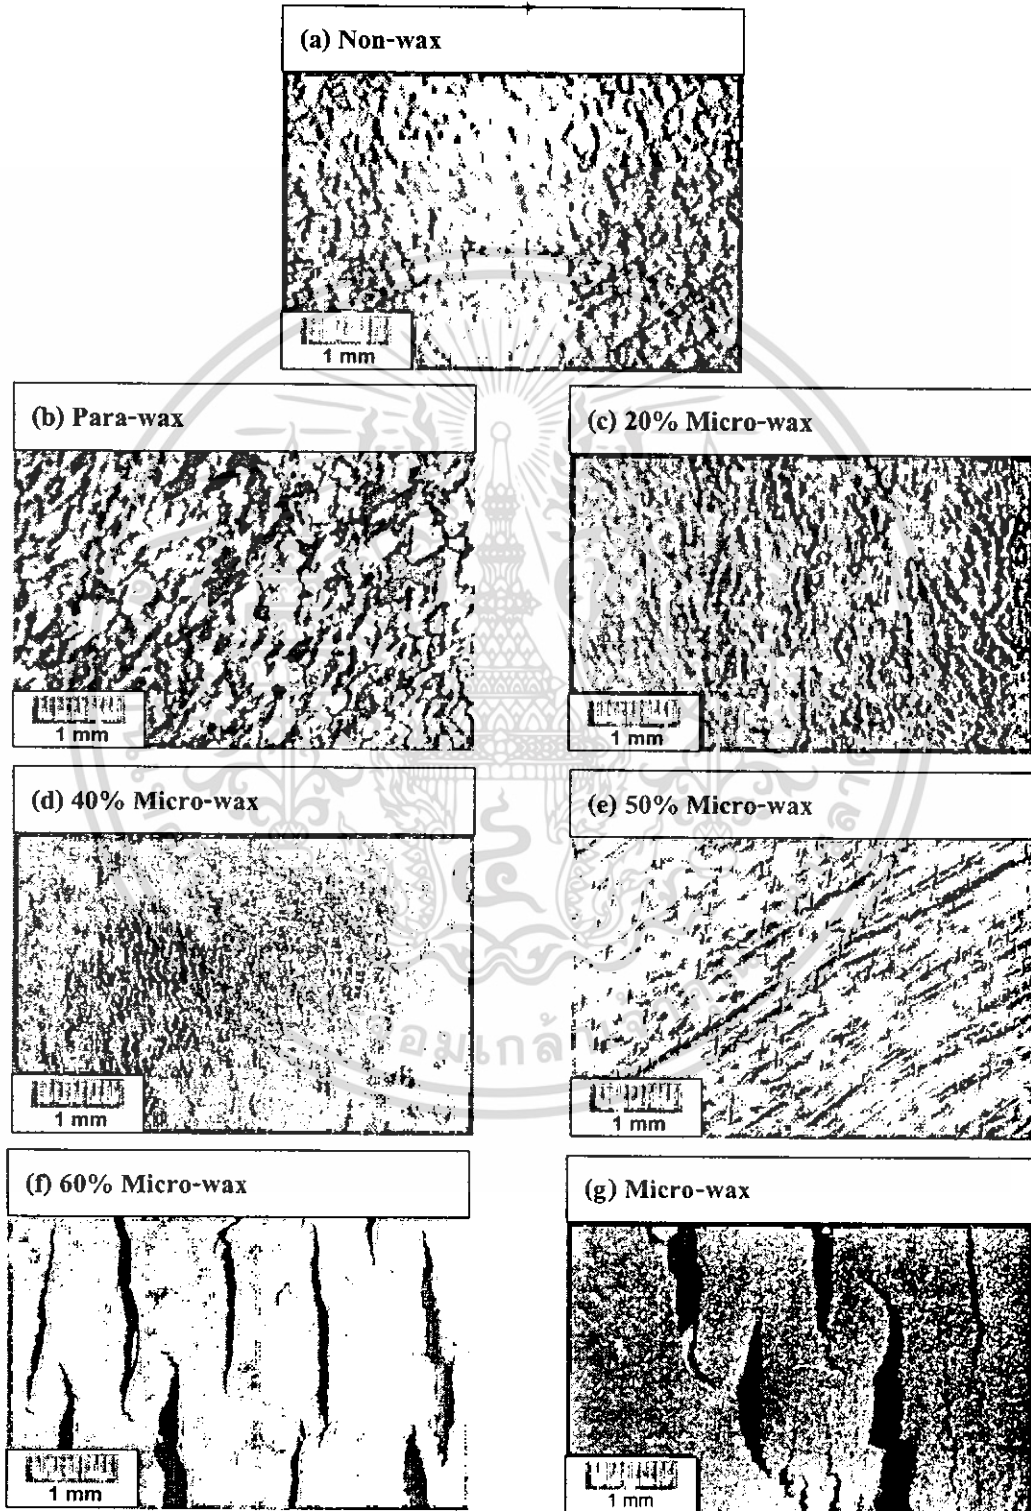 (a) Non-wax
1 mm
(b) Para-wax
(c) 20% Micro-wax
1 mm
1 mm
(d) 40% Micro-wax
(e) 50% Micro-wax
1 mm
1 mm
(f) 60% Micro-wax
(g) Micro-wax
1 mm
1 mm